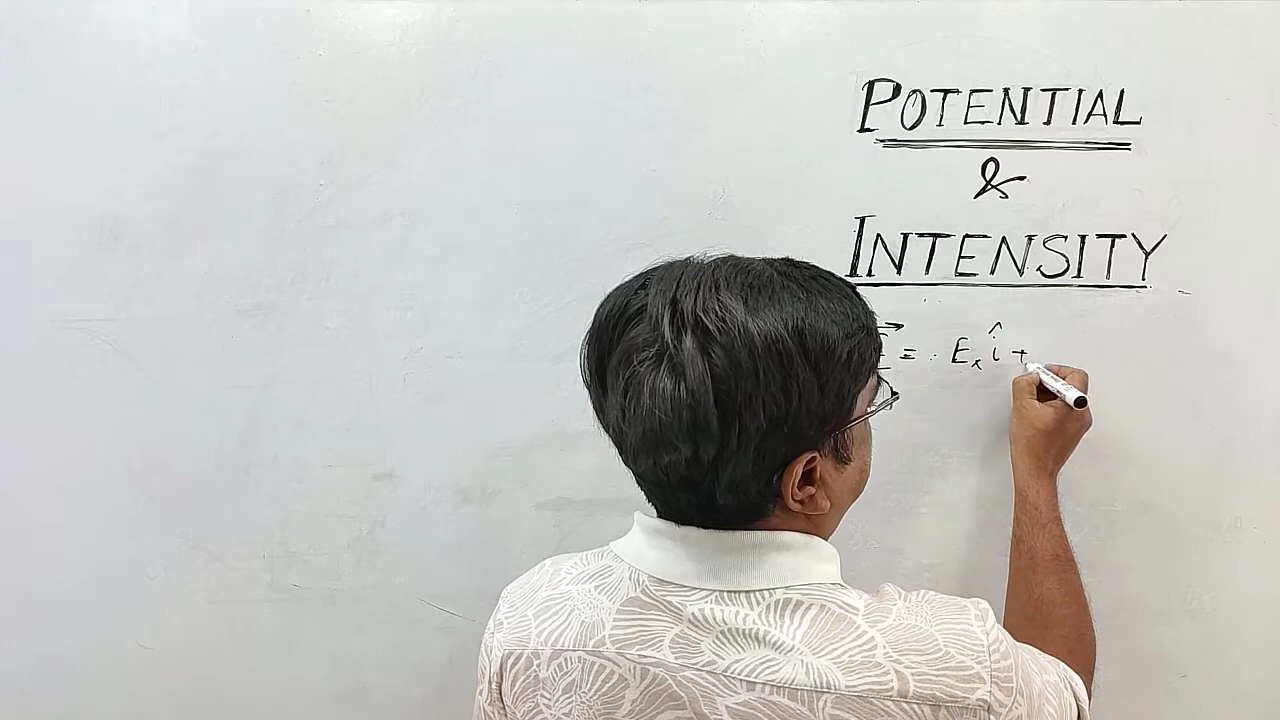 POTENTIAL
&
INTENSITY
= Eₓ î +